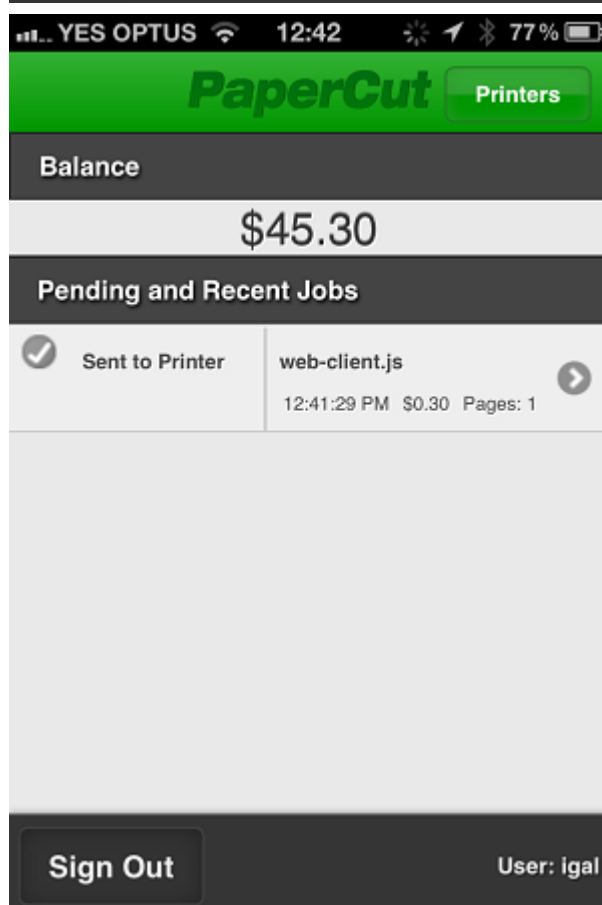 YES OPTUS 12:42 77%
PaperCut Printers
Balance
$45.30
Pending and Recent Jobs
Sent to Printer web-client.js
12:41:29 PM $0.30 Pages: 1
Sign Out User: igal